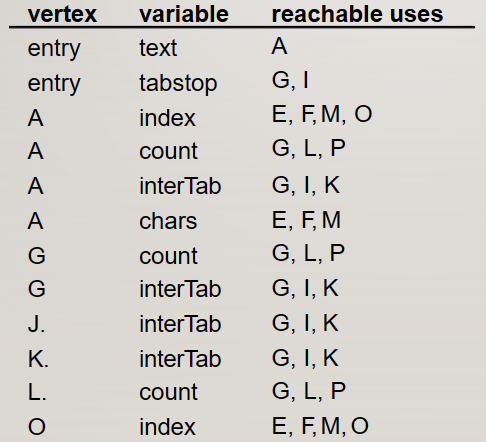 vertex variable reachable uses
entry text A
entry tabstop G, I
A index E, F, M, O
A count G, L, P
A interTab G, I, K
A chars E, F, M
G count G, L, P
G interTab G, I, K
J. interTab G, I, K
K. interTab G, I, K
L. count G, L, P
O index E, F, M, O